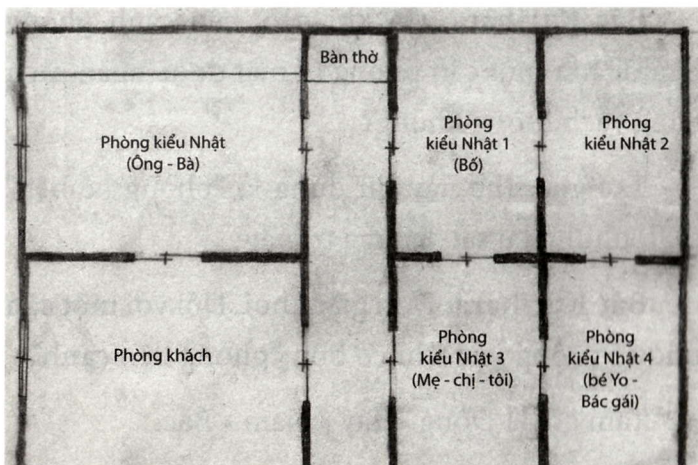 Bàn thờ
Phòng kiểu Nhật
(Ông - Bà)
Phòng
kiểu Nhật 1
(Bố)
Phòng
kiểu Nhật 2
Phòng khách
Phòng
kiểu Nhật 3
(Mẹ - chị - tôi)
Phòng
kiểu Nhật 4
(bé Yo -
Bác gái)